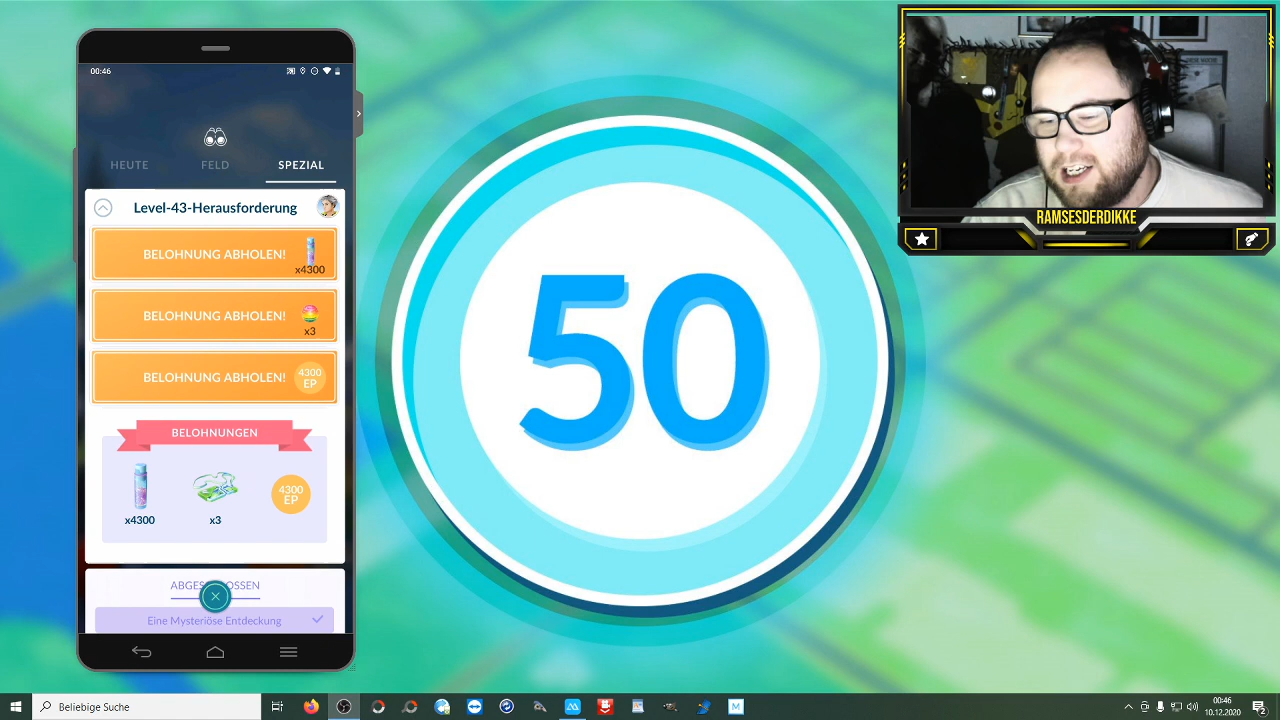 00:46
HEUTE
FELD
SPEZIAL
Level-43-Herausforderung
BELOHNUNG ABHOLEN!
x4300
BELOHNUNG ABHOLEN!
x3
BELOHNUNG ABHOLEN!
4300
EP
BELOHNUNGEN
4300
EP
x4300
x3
Eine Mysteriöse Entdeckung
50
RAMSESDERDIKKE
Beliebige Suche
M
00:46
10.12.2020
2